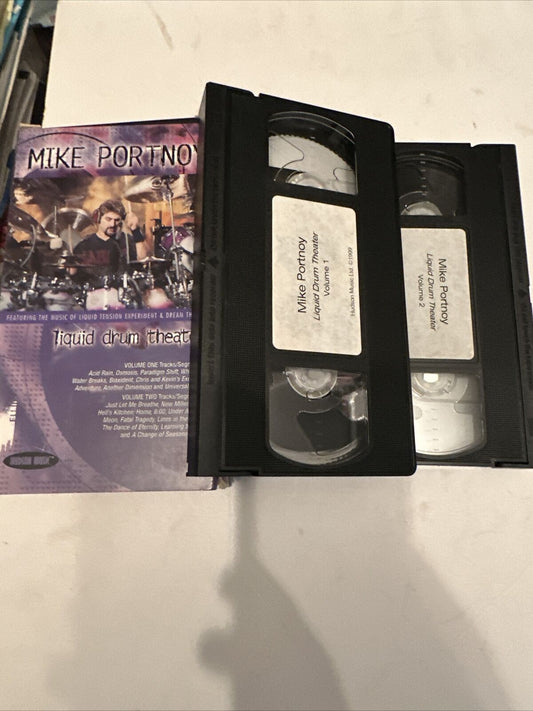 MIKE PORTNOY
FEATURING THE MUSIC OF LIQUID TENSION EXPERIMENT & DREAM TH
liquid drum theat
VOLUME ONE Tracks/Seg
Acid Rain, Osmosis, Paradigm Shift, Wh
Water Breaks, Biaxident, Chris and Kevin's Ex
Adventure, Another Dimension and Universal
VOLUME TWO Tracks/Seg
Just Let Me Breathe, New Mille
Hell's Kitchen: Home, 6:00, Under A
Moon, Fatal Tragedy, Lines in the
The Dance of Eternity, Learning
and A Change of Seasons
HUDSON MUSIC
Mike Portnoy
Liquid Drum Theater
Volume 1
Hudson Music Ltd. ©1999
Mike Portnoy
Liquid Drum Theater
Volume 2